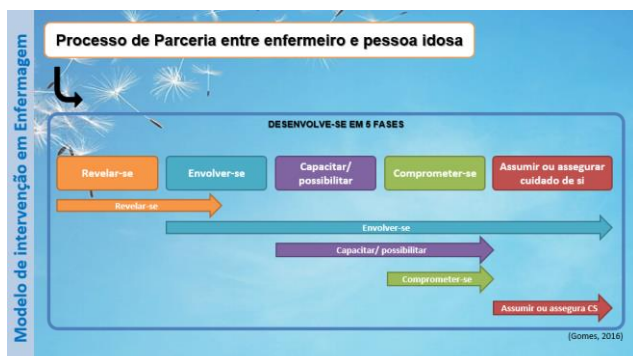 Modelo de intervenção em Enfermagem
Processo de Parceria entre enfermeiro e pessoa idosa
DESENVOLVE-SE EM 5 FASES
Revelar-se
Envolver-se
Capacitar/
possibilitar
Comprometer-se
Assumir ou assegurar
cuidado de si
Revelar-se
Envolver-se
Capacitar/ possibilitar
Comprometer-se
Assumir ou assegura CS
(Gomes, 2016)